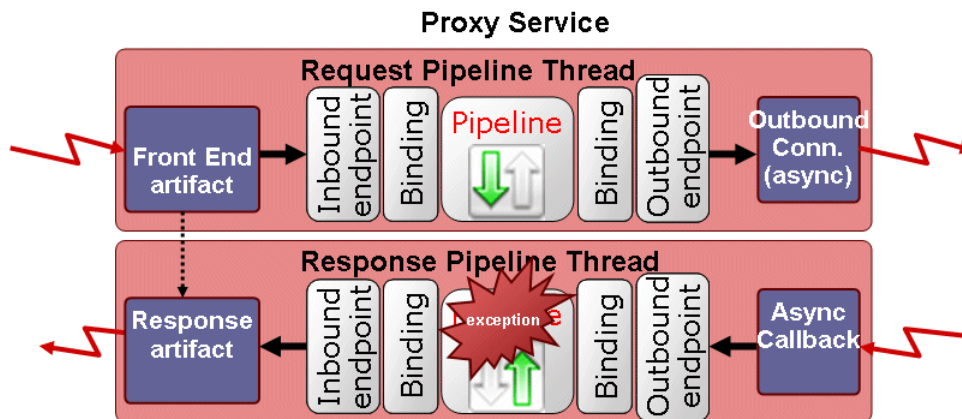 Proxy Service
Request Pipeline Thread
Front End
artifact
Inbound
endpoint
Binding
Pipeline
Binding
Outbound
endpoint
Outbound
Conn.
(async)
Response Pipeline Thread
Response
artifact
Inbound
endpoint
Binding
exception
Binding
Outbound
endpoint
Async
Callback